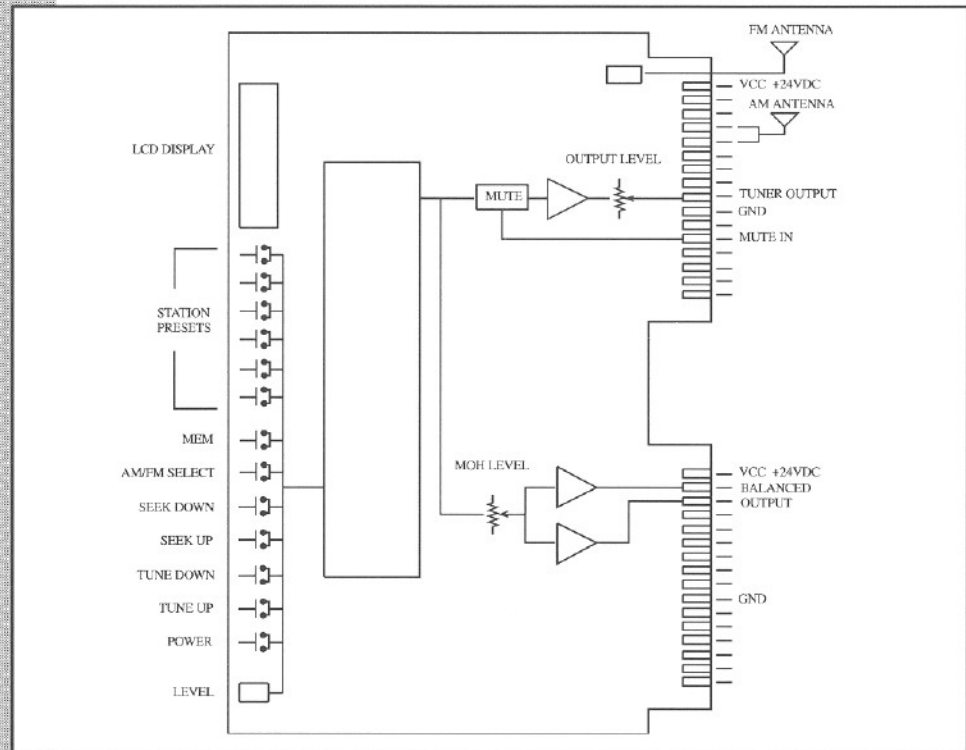 FM ANTENNA
VCC +24VDC
AM ANTENNA
LCD DISPLAY
OUTPUT LEVEL
MUTE
TUNER OUTPUT
GND
MUTE IN
STATION
PRESETS
MEM
AM/FM SELECT
SEEK DOWN
SEEK UP
TUNE DOWN
TUNE UP
POWER
LEVEL
MOH LEVEL
VCC +24VDC
BALANCED
OUTPUT
GND